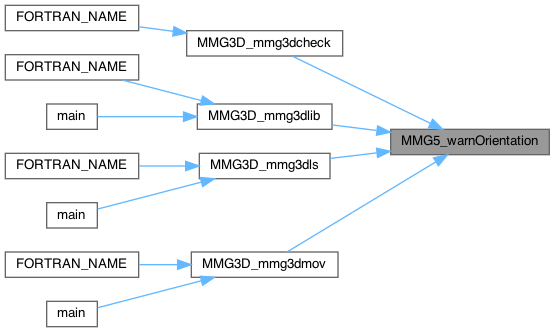 FORTRAN_NAME
MMG3D_mmg3dcheck
FORTRAN_NAME
main
MMG3D_mmg3dlib
MMG5_warnOrientation
FORTRAN_NAME
MMG3D_mmg3dls
main
FORTRAN_NAME
MMG3D_mmg3dmov
main